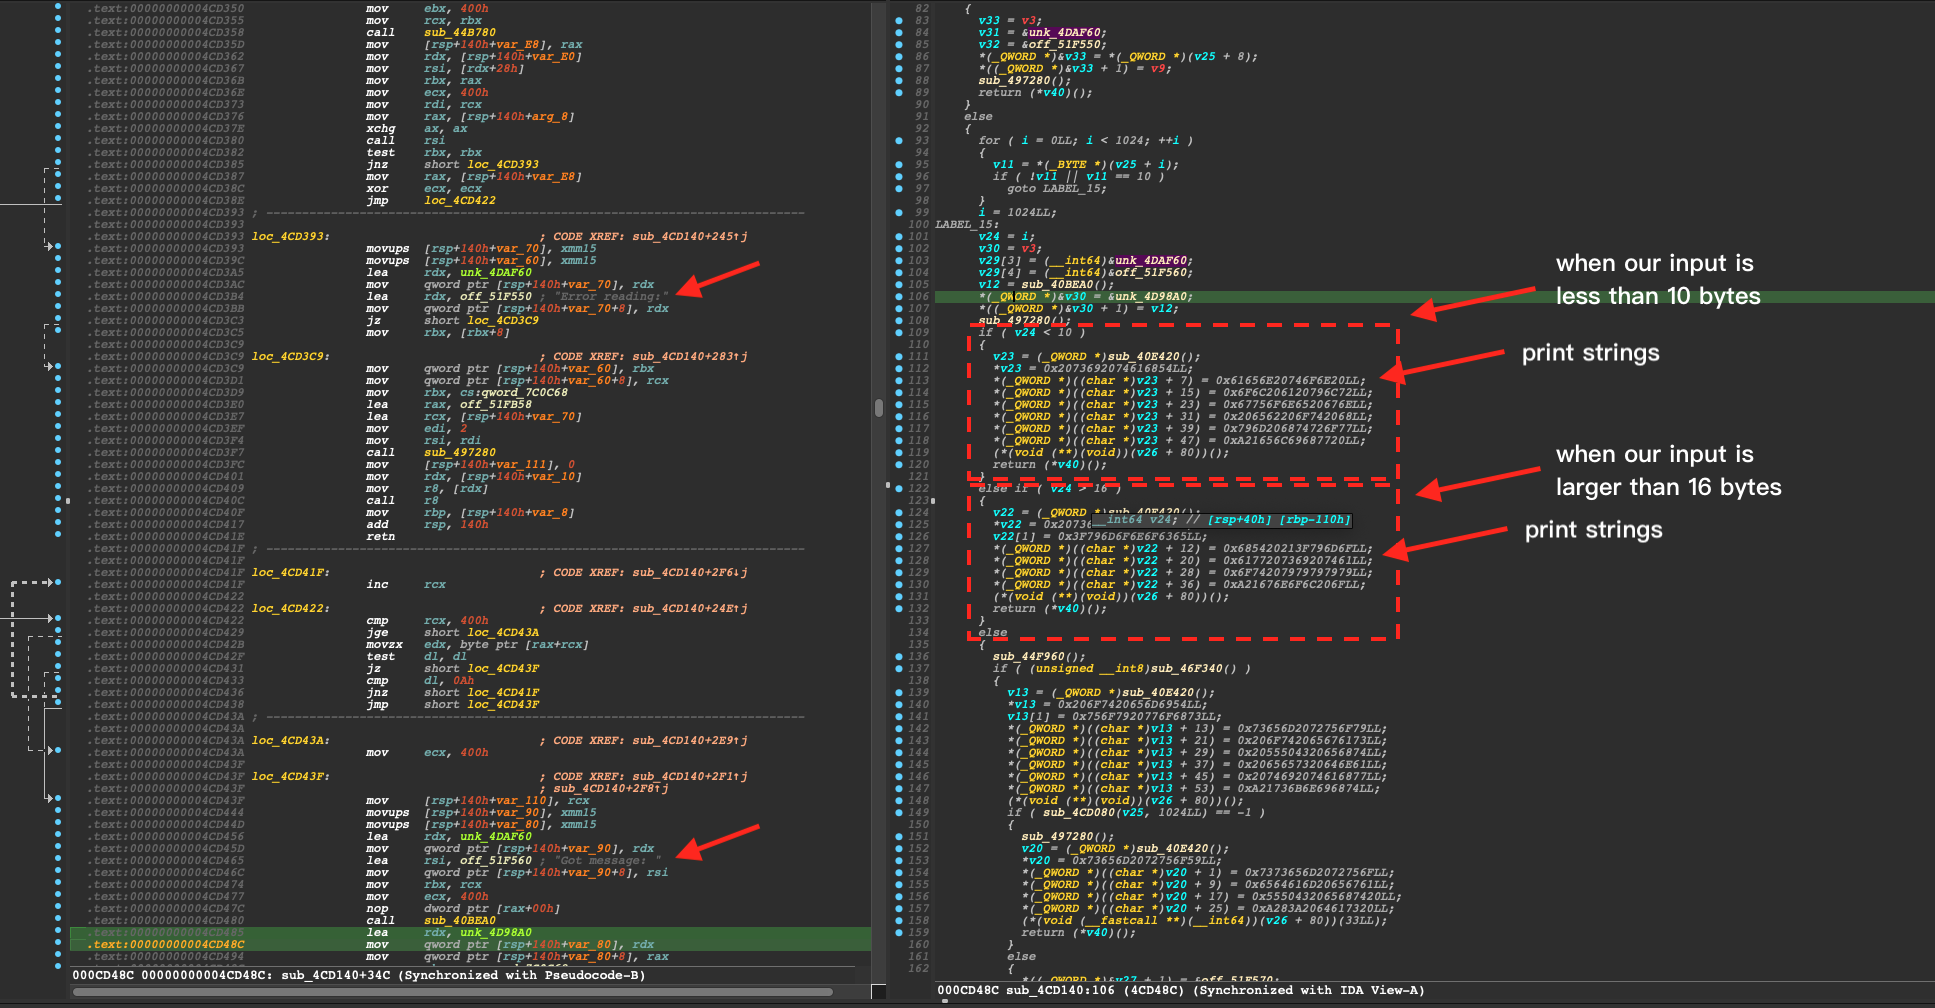 .text:00000000004CD350 mov ebx, 400h
.text:00000000004CD355 mov rcx, rbx
.text:00000000004CD358 call sub_44B780
.text:00000000004CD35D mov [rsp+140h+var_E8], rax
.text:00000000004CD362 mov rdx, [rsp+140h+var_E0]
.text:00000000004CD367 mov rsi, [rdx+28h]
.text:00000000004CD36B mov rbx, rax
.text:00000000004CD36E mov ecx, 400h
.text:00000000004CD373 mov rdi, rcx
.text:00000000004CD376 mov rax, [rsp+140h+arg_8]
.text:00000000004CD37E xchg ax, ax
.text:00000000004CD380 call rsi
.text:00000000004CD382 test rbx, rbx
.text:00000000004CD385 jnz short loc_4CD393
.text:00000000004CD387 mov rax, [rsp+140h+var_E8]
.text:00000000004CD38C xor ecx, ecx
.text:00000000004CD38E jmp loc_4CD422
.text:00000000004CD393 ; ---------------------------------------------------------------------------
.text:00000000004CD393
.text:00000000004CD393 loc_4CD393: ; CODE XREF: sub_4CD140+245↑j
.text:00000000004CD393 movups [rsp+140h+var_70], xmm15
.text:00000000004CD39C movups [rsp+140h+var_60], xmm15
.text:00000000004CD3A5 lea rdx, unk_4DAF60
.text:00000000004CD3AC mov qword ptr [rsp+140h+var_70], rdx
.text:00000000004CD3B4 lea rdx, off_51F550 ; "Error reading:"
.text:00000000004CD3BB mov qword ptr [rsp+140h+var_70+8], rdx
.text:00000000004CD3C3 jz short loc_4CD3C9
.text:00000000004CD3C5 mov rbx, [rbx+8]
.text:00000000004CD3C9
.text:00000000004CD3C9 loc_4CD3C9: ; CODE XREF: sub_4CD140+283↑j
.text:00000000004CD3C9 mov qword ptr [rsp+140h+var_60], rbx
.text:00000000004CD3D1 mov qword ptr [rsp+140h+var_60+8], rcx
.text:00000000004CD3D9 mov rbx, cs:qword_7C0C68
.text:00000000004CD3E0 lea rax, off_51FB58
.text:00000000004CD3E7 lea rcx, [rsp+140h+var_70]
.text:00000000004CD3EF mov edi, 2
.text:00000000004CD3F4 mov rsi, rdi
.text:00000000004CD3F7 call sub_497280
.text:00000000004CD3FC mov [rsp+140h+var_111], 0
.text:00000000004CD401 mov rdx, [rsp+140h+var_10]
.text:00000000004CD409 mov r8, [rdx]
.text:00000000004CD40C call r8
.text:00000000004CD40F mov rbp, [rsp+140h+var_8]
.text:00000000004CD417 add rsp, 140h
.text:00000000004CD41E retn
.text:00000000004CD41F ; ---------------------------------------------------------------------------
.text:00000000004CD41F
.text:00000000004CD41F loc_4CD41F: ; CODE XREF: sub_4CD140+2F6↓j
.text:00000000004CD41F inc rcx
.text:00000000004CD422
.text:00000000004CD422 loc_4CD422: ; CODE XREF: sub_4CD140+24E↑j
.text:00000000004CD422 cmp rcx, 400h
.text:00000000004CD429 jge short loc_4CD43A
.text:00000000004CD42B movzx edx, byte ptr [rax+rcx]
.text:00000000004CD42F test dl, dl
.text:00000000004CD431 jz short loc_4CD43F
.text:00000000004CD433 cmp dl, 0Ah
.text:00000000004CD436 jnz short loc_4CD41F
.text:00000000004CD438 jmp short loc_4CD43F
.text:00000000004CD43A ; ---------------------------------------------------------------------------
.text:00000000004CD43A
.text:00000000004CD43A loc_4CD43A: ; CODE XREF: sub_4CD140+2E9↑j
.text:00000000004CD43A mov ecx, 400h
.text:00000000004CD43F
.text:00000000004CD43F loc_4CD43F: ; CODE XREF: sub_4CD140+2F1↑j
.text:00000000004CD43F ; sub_4CD140+2F8↑j
.text:00000000004CD43F mov [rsp+140h+var_110], rcx
.text:00000000004CD444 movups [rsp+140h+var_90], xmm15
.text:00000000004CD44D movups [rsp+140h+var_80], xmm15
.text:00000000004CD456 lea rdx, unk_4DAF60
.text:00000000004CD45D mov qword ptr [rsp+140h+var_90], rdx
.text:00000000004CD465 lea rsi, off_51F560 ; "Got message: "
.text:00000000004CD46C mov qword ptr [rsp+140h+var_90+8], rsi
.text:00000000004CD474 mov rbx, rcx
.text:00000000004CD477 mov ecx, 400h
.text:00000000004CD47C nop dword ptr [rax+00h]
.text:00000000004CD480 call sub_40BEA0
.text:00000000004CD485 lea rdx, unk_4D98A0
.text:00000000004CD48C mov qword ptr [rsp+140h+var_80], rdx
.text:00000000004CD494 mov qword ptr [rsp+140h+var_80+8], rax
000CD48C 00000000004CD48C: sub_4CD140+34C (Synchronized with Pseudocode-B)
82 {
83 v33 = v3;
84 v31 = &unk_4DAF60;
85 v32 = &off_51F550;
86 *(_QWORD *)&v33 = *(_QWORD *)(v25 + 8);
87 *((_QWORD *)&v33 + 1) = v9;
88 sub_497280();
89 return (*v40)();
90 }
91 else
92 {
93 for ( i = 0LL; i < 1024; ++i )
94 {
95 v11 = *(_BYTE *)(v25 + i);
96 if ( !v11 || v11 == 10 )
97 goto LABEL_15;
98 }
99 i = 1024LL;
100 LABEL_15:
101 v24 = i;
102 v30 = v3;
103 v29[3] = (__int64)&unk_4DAF60;
104 v29[4] = (__int64)&off_51F560;
105 v12 = sub_40BEA0();
106 *(_QWORD *)&v30 = &unk_4D98A0;
107 *((_QWORD *)&v30 + 1) = v12;
108 sub_497280();
109 if ( v24 < 10 )
110 {
111 v23 = (_QWORD *)sub_40E420();
112 *v23 = 0x2073692074616854LL;
113 *(_QWORD *)((char *)v23 + 7) = 0x61656E20746F6E20LL;
114 *(_QWORD *)((char *)v23 + 15) = 0x6F6C206120796C72LL;
115 *(_QWORD *)((char *)v23 + 23) = 0x67756F6E6520676ELL;
116 *(_QWORD *)((char *)v23 + 31) = 0x206562206F742068LL;
117 *(_QWORD *)((char *)v23 + 39) = 0x796D206874726F77LL;
118 *(_QWORD *)((char *)v23 + 47) = 0xA21656C69687720LL;
119 (*(void (**)(void))(v26 + 80))();
120 return (*v40)();
121 }
122 else if ( v24 > 16 )
123 {
124 v22 = (_QWORD *)sub_40E420();
125 *v22 = 0x20736
__int64 v24; // [rsp+40h] [rbp-110h]
126 v22[1] = 0x3F796D6F6E6F6365LL;
127 *(_QWORD *)((char *)v22 + 12) = 0x685420213F796D6FLL;
128 *(_QWORD *)((char *)v22 + 20) = 0x6177207369207461LL;
129 *(_QWORD *)((char *)v22 + 28) = 0x6F74207979797979LL;
130 *(_QWORD *)((char *)v22 + 36) = 0xA21676E6F6C206FLL;
131 (*(void (**)(void))(v26 + 80))();
132 return (*v40)();
133 }
134 else
{
136 sub_44F960();
137 if ( (unsigned __int8)sub_46F340() )
138 {
139 v13 = (_QWORD *)sub_40E420();
140 *v13 = 0x206F7420656D6954LL;
141 v13[1] = 0x756F7920776F6873LL;
142 *(_QWORD *)((char *)v13 + 13) = 0x73656D2072756F79LL;
143 *(_QWORD *)((char *)v13 + 21) = 0x206F742065676173LL;
144 *(_QWORD *)((char *)v13 + 29) = 0x2055504320656874LL;
145 *(_QWORD *)((char *)v13 + 37) = 0x2065657320646E61LL;
146 *(_QWORD *)((char *)v13 + 45) = 0x2074692074616877LL;
147 *(_QWORD *)((char *)v13 + 53) = 0xA21736B6E696874LL;
148 (*(void (**)(void))(v26 + 80))();
149 if ( sub_4CD080(v25, 1024LL) == -1 )
150 {
151 sub_497280();
152 v20 = (_QWORD *)sub_40E420();
153 *v20 = 0x73656D2072756F59LL;
154 *(_QWORD *)((char *)v20 + 1) = 0x7373656D2072756FLL;
155 *(_QWORD *)((char *)v20 + 9) = 0x6564616D20656761LL;
156 *(_QWORD *)((char *)v20 + 17) = 0x5550432065687420LL;
157 *(_QWORD *)((char *)v20 + 25) = 0xA283A2064617320LL;
158 (*(void (__fastcall **)(__int64))(v26 + 80))(33LL);
159 return (*v40)();
160 }
161 else
162 {
*((_QWORD *)&v27 + 1) = &off_51F570;
000CD48C sub_4CD140:106 (4CD48C) (Synchronized with IDA View-A)
when our input is
less than 10 bytes
print strings
when our input is
larger than 16 bytes
print strings